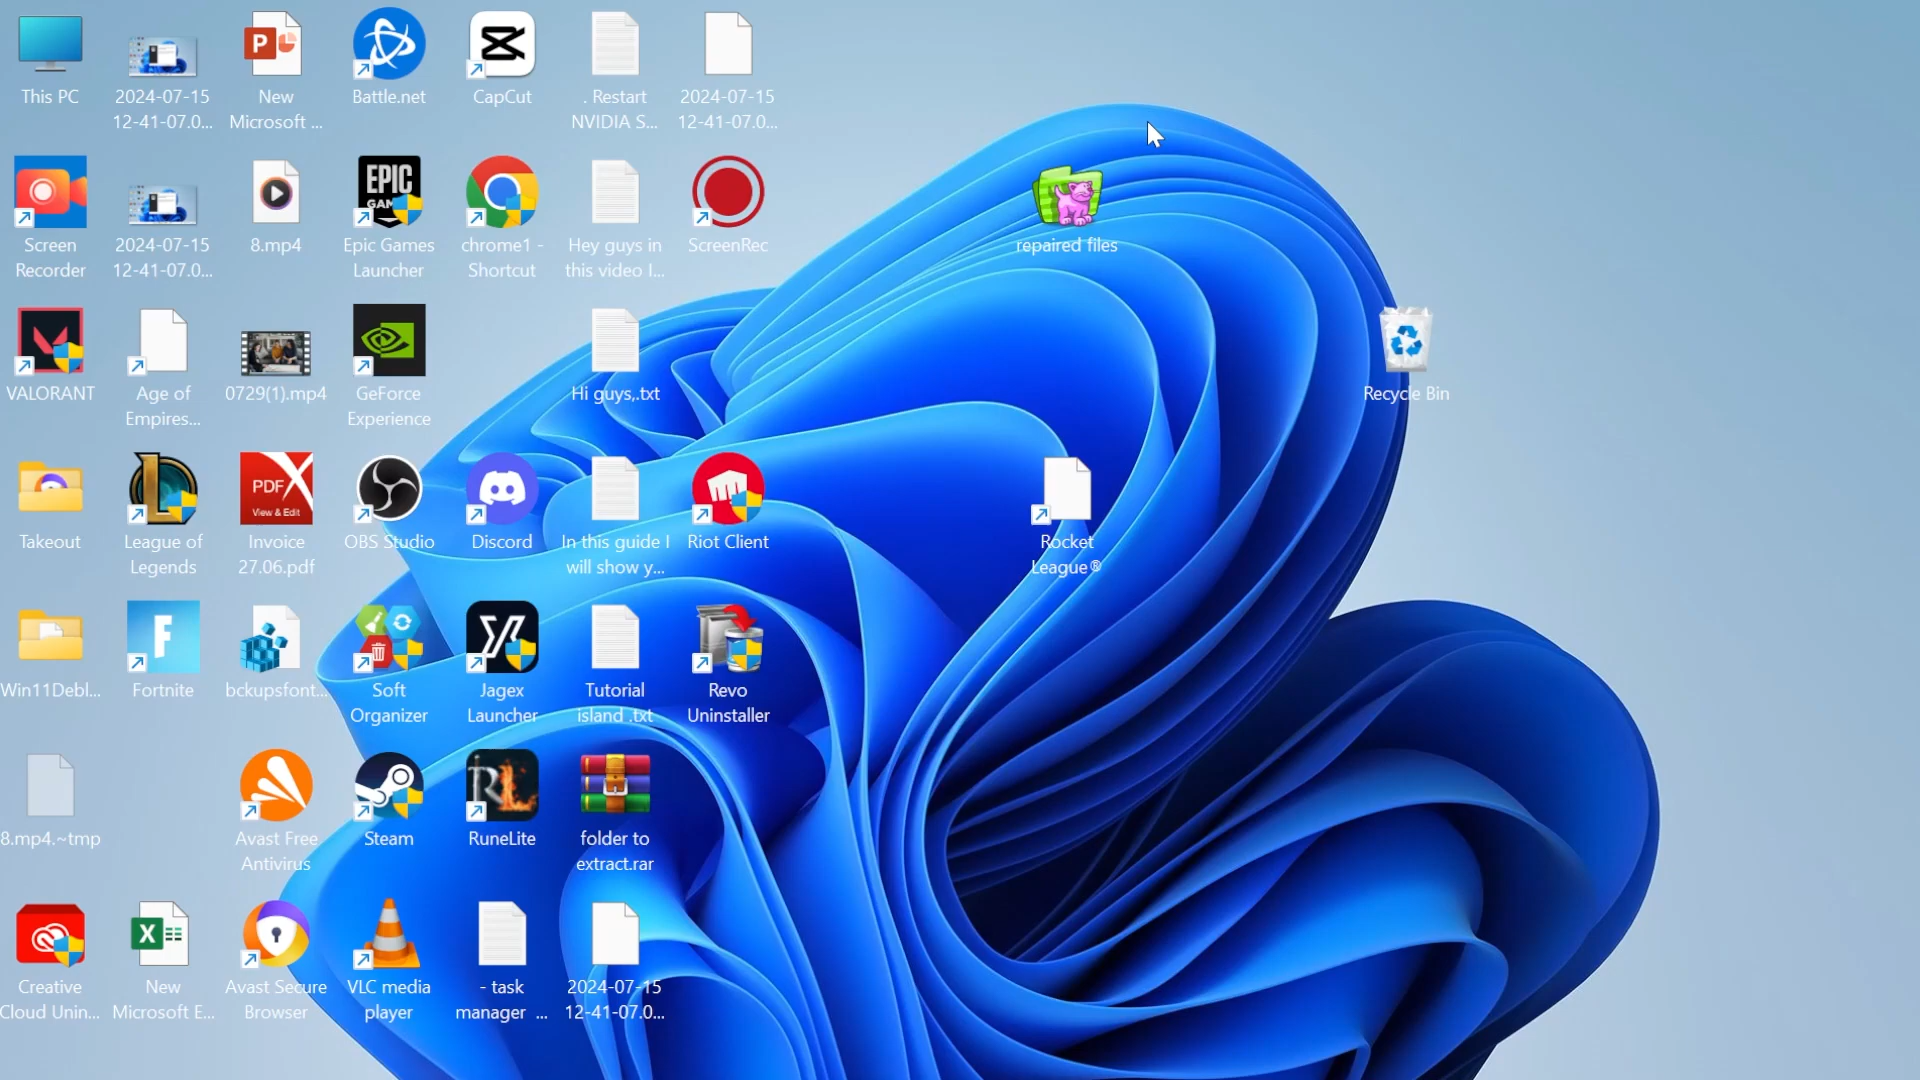 This PC
2024-07-15
12-41-07.0...
New
Microsoft ...
Battle.net
CapCut
. Restart
NVIDIA S...
2024-07-15
12-41-07.0...
Screen
Recorder
2024-07-15
12-41-07.0...
8.mp4
EPIC
GAM
Epic Games
Launcher
chrome1 -
Shortcut
Hey guys in
this video I...
ScreenRec
repaired files
VALORANT
Age of
Empires...
0729(1).mp4
GeForce
Experience
Hi guys,.txt
Recycle Bin
Takeout
League of
Legends
PDF
View & Edit
Invoice
27.06.pdf
OBS Studio
Discord
In this guide I
will show y...
Riot Client
Rocket
League®
Win11Debl...
Fortnite
bckupsfont...
Soft
Organizer
Jagex
Launcher
Tutorial
island .txt
Revo
Uninstaller
8.mp4.~tmp
Avast Free
Antivirus
Steam
RuneLite
folder to
extract.rar
Creative
Cloud Unin...
New
Microsoft E...
Avast Secure
Browser
VLC media
player
- task
manager ...
2024-07-15
12-41-07.0...